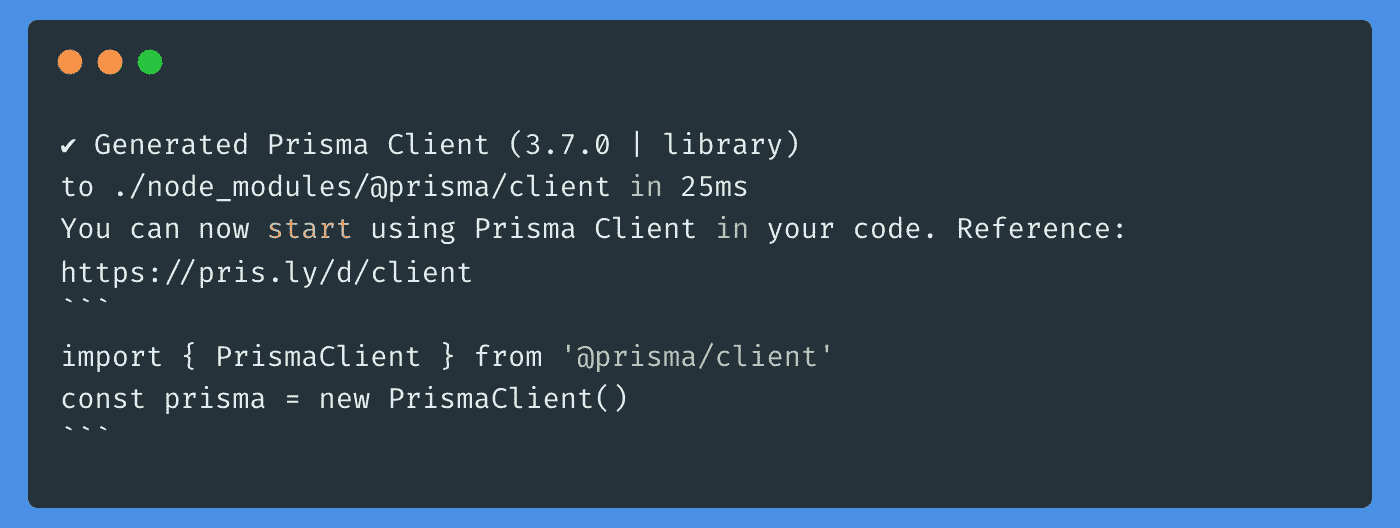 ✔ Generated Prisma Client (3.7.0 | library)
to ./node_modules/@prisma/client in 25ms
You can now start using Prisma Client in your code. Reference:
https://pris.ly/d/client
```
import { PrismaClient } from '@prisma/client'
const prisma = new PrismaClient()
```